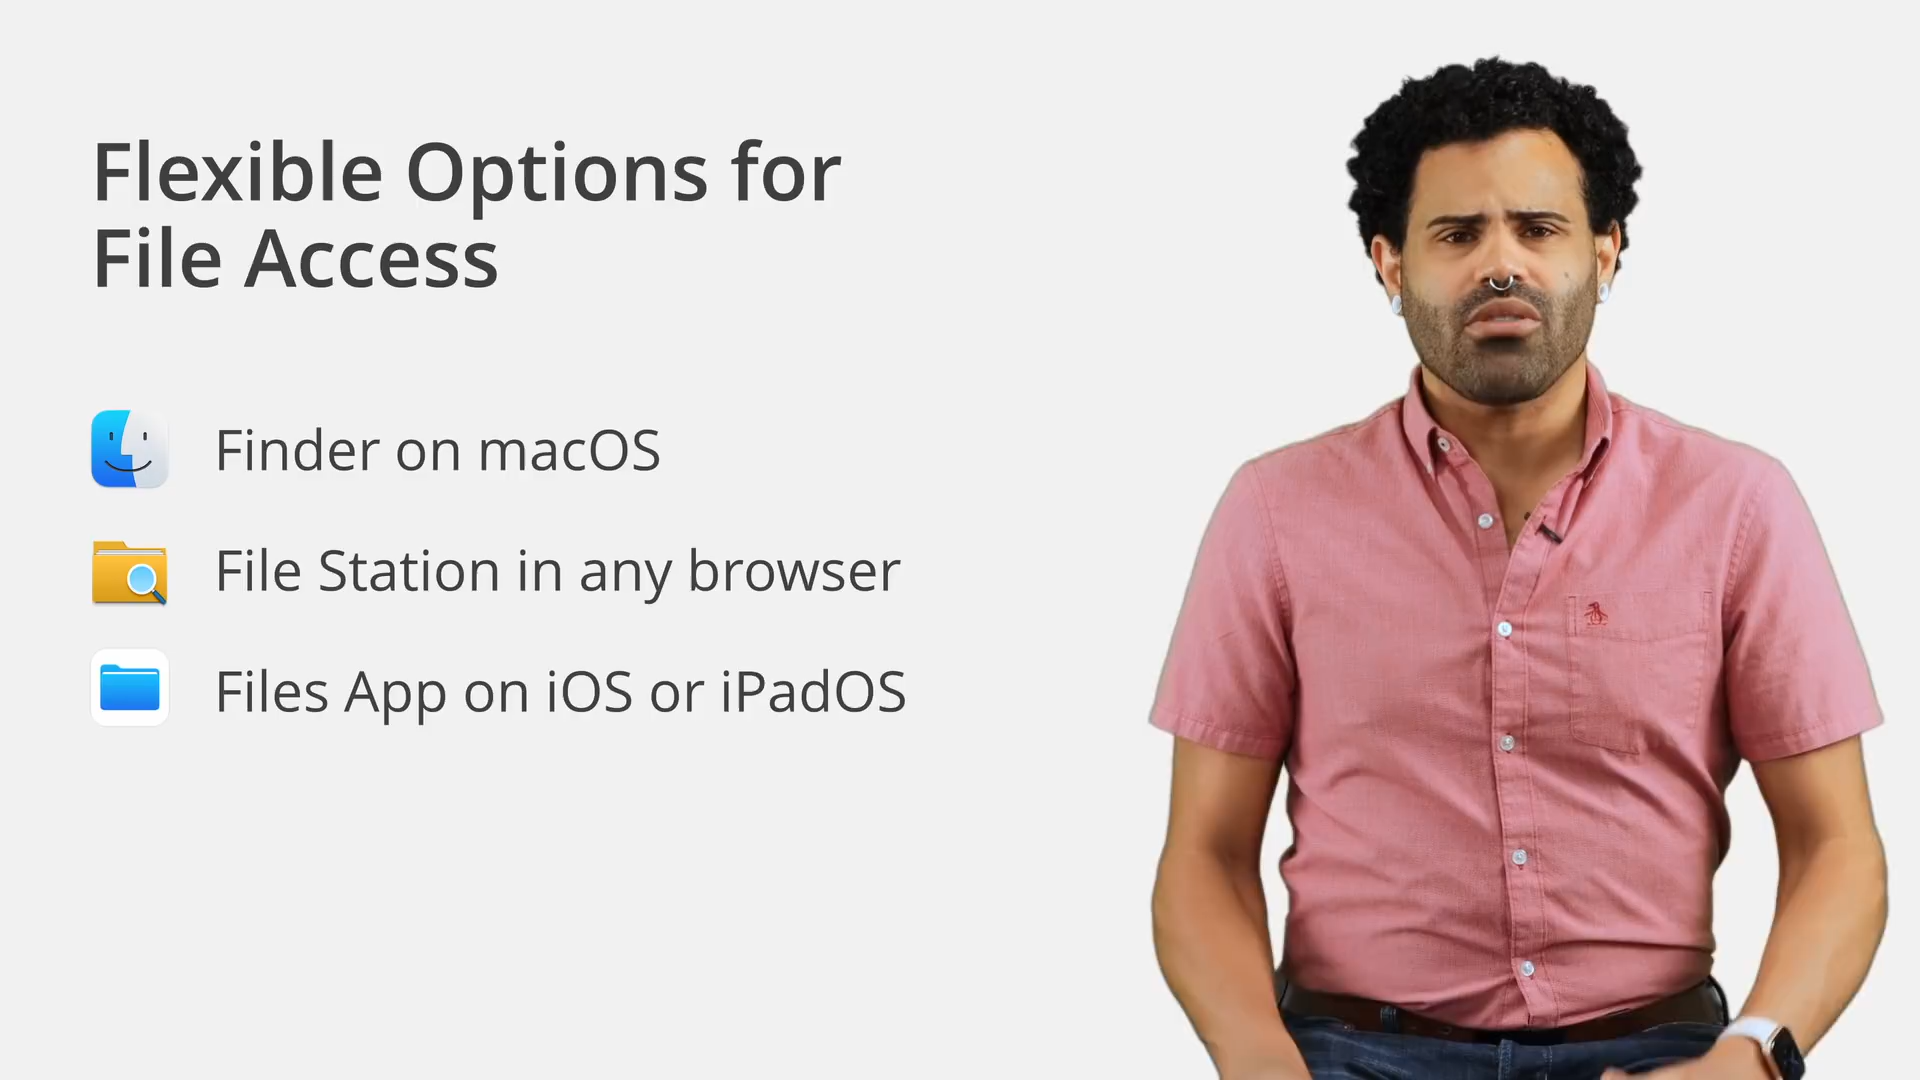 Flexible Options for
File Access
Finder on macOS
File Station in any browser
Files App on iOS or iPadOS